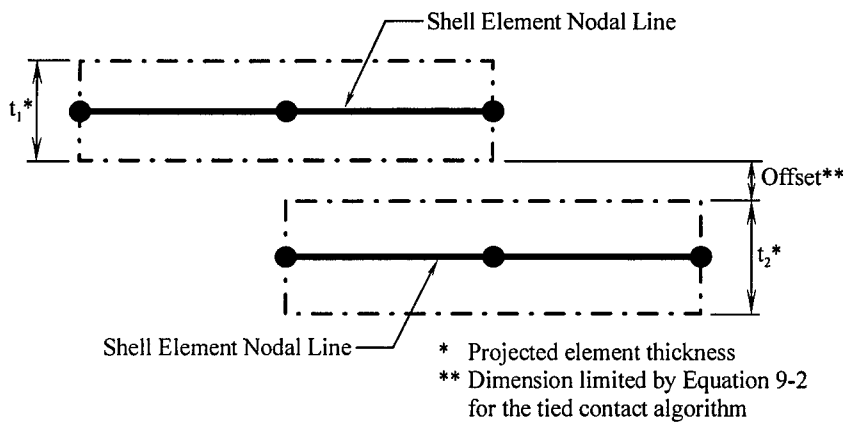 Shell Element Nodal Line
t₁*
Offset**
t₂*
Shell Element Nodal Line
* Projected element thickness
** Dimension limited by Equation 9-2
for the tied contact algorithm